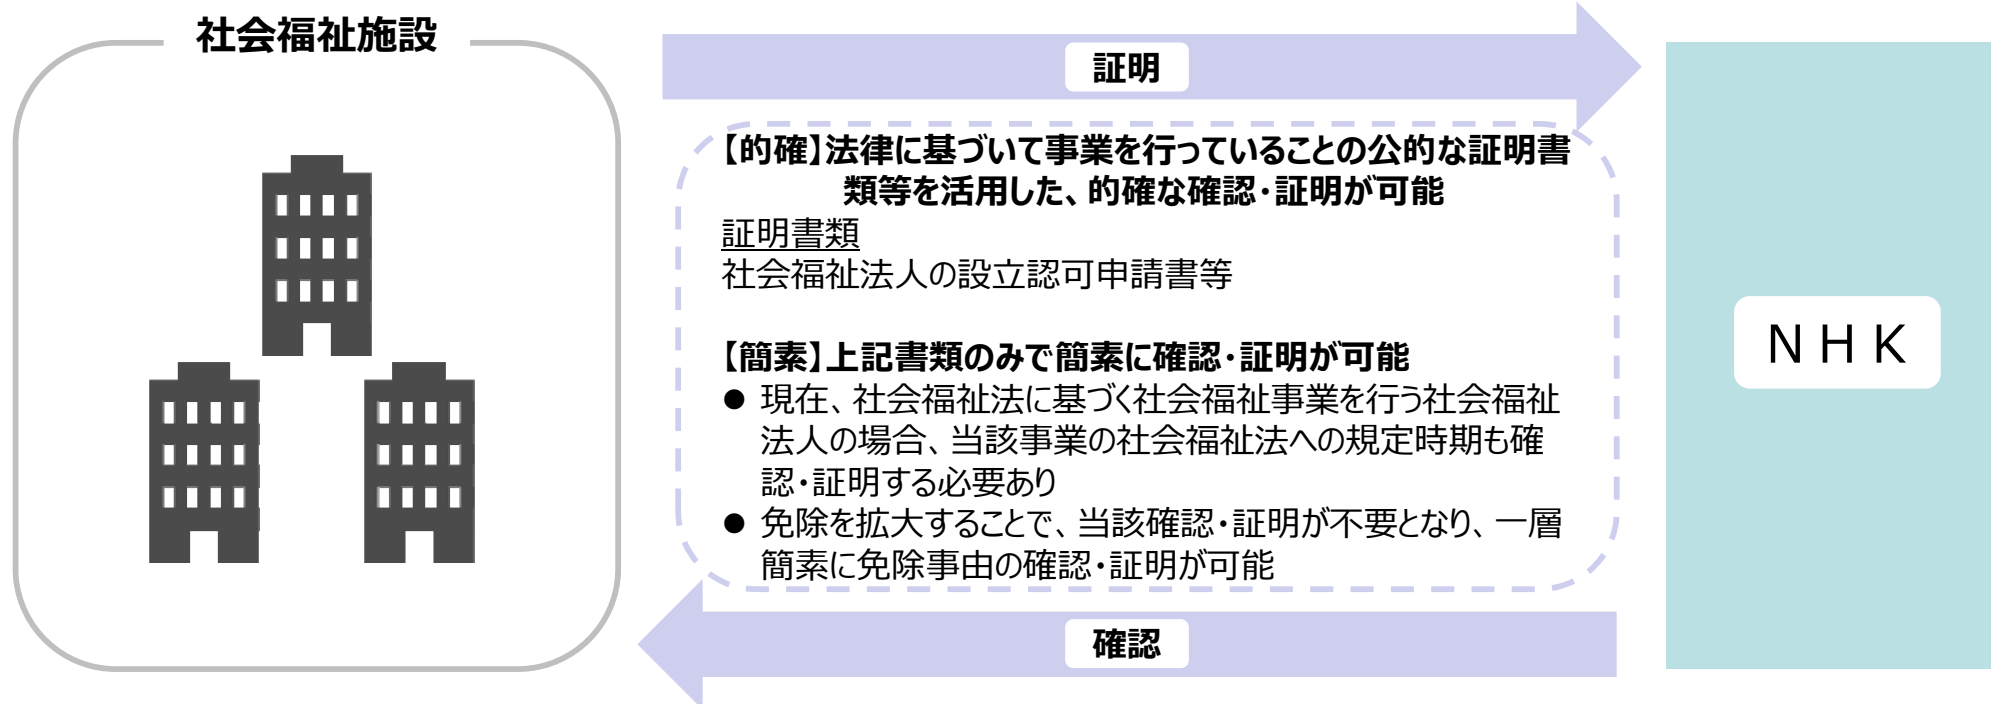 社会福祉施設
証明
【的確】法律に基づいて事業を行っていることの公的な証明書
類等を活用した、的確な確認・証明が可能
証明書類
社会福祉法人の設立認可申請書等
【簡素】上記書類のみで簡素に確認・証明が可能
● 現在、社会福祉法に基づく社会福祉事業を行う社会福祉
法人の場合、当該事業の社会福祉法への規定時期も確
認・証明する必要あり
● 免除を拡大することで、当該確認・証明が不要となり、一層
簡素に免除事由の確認・証明が可能
確認
ＮＨＫ